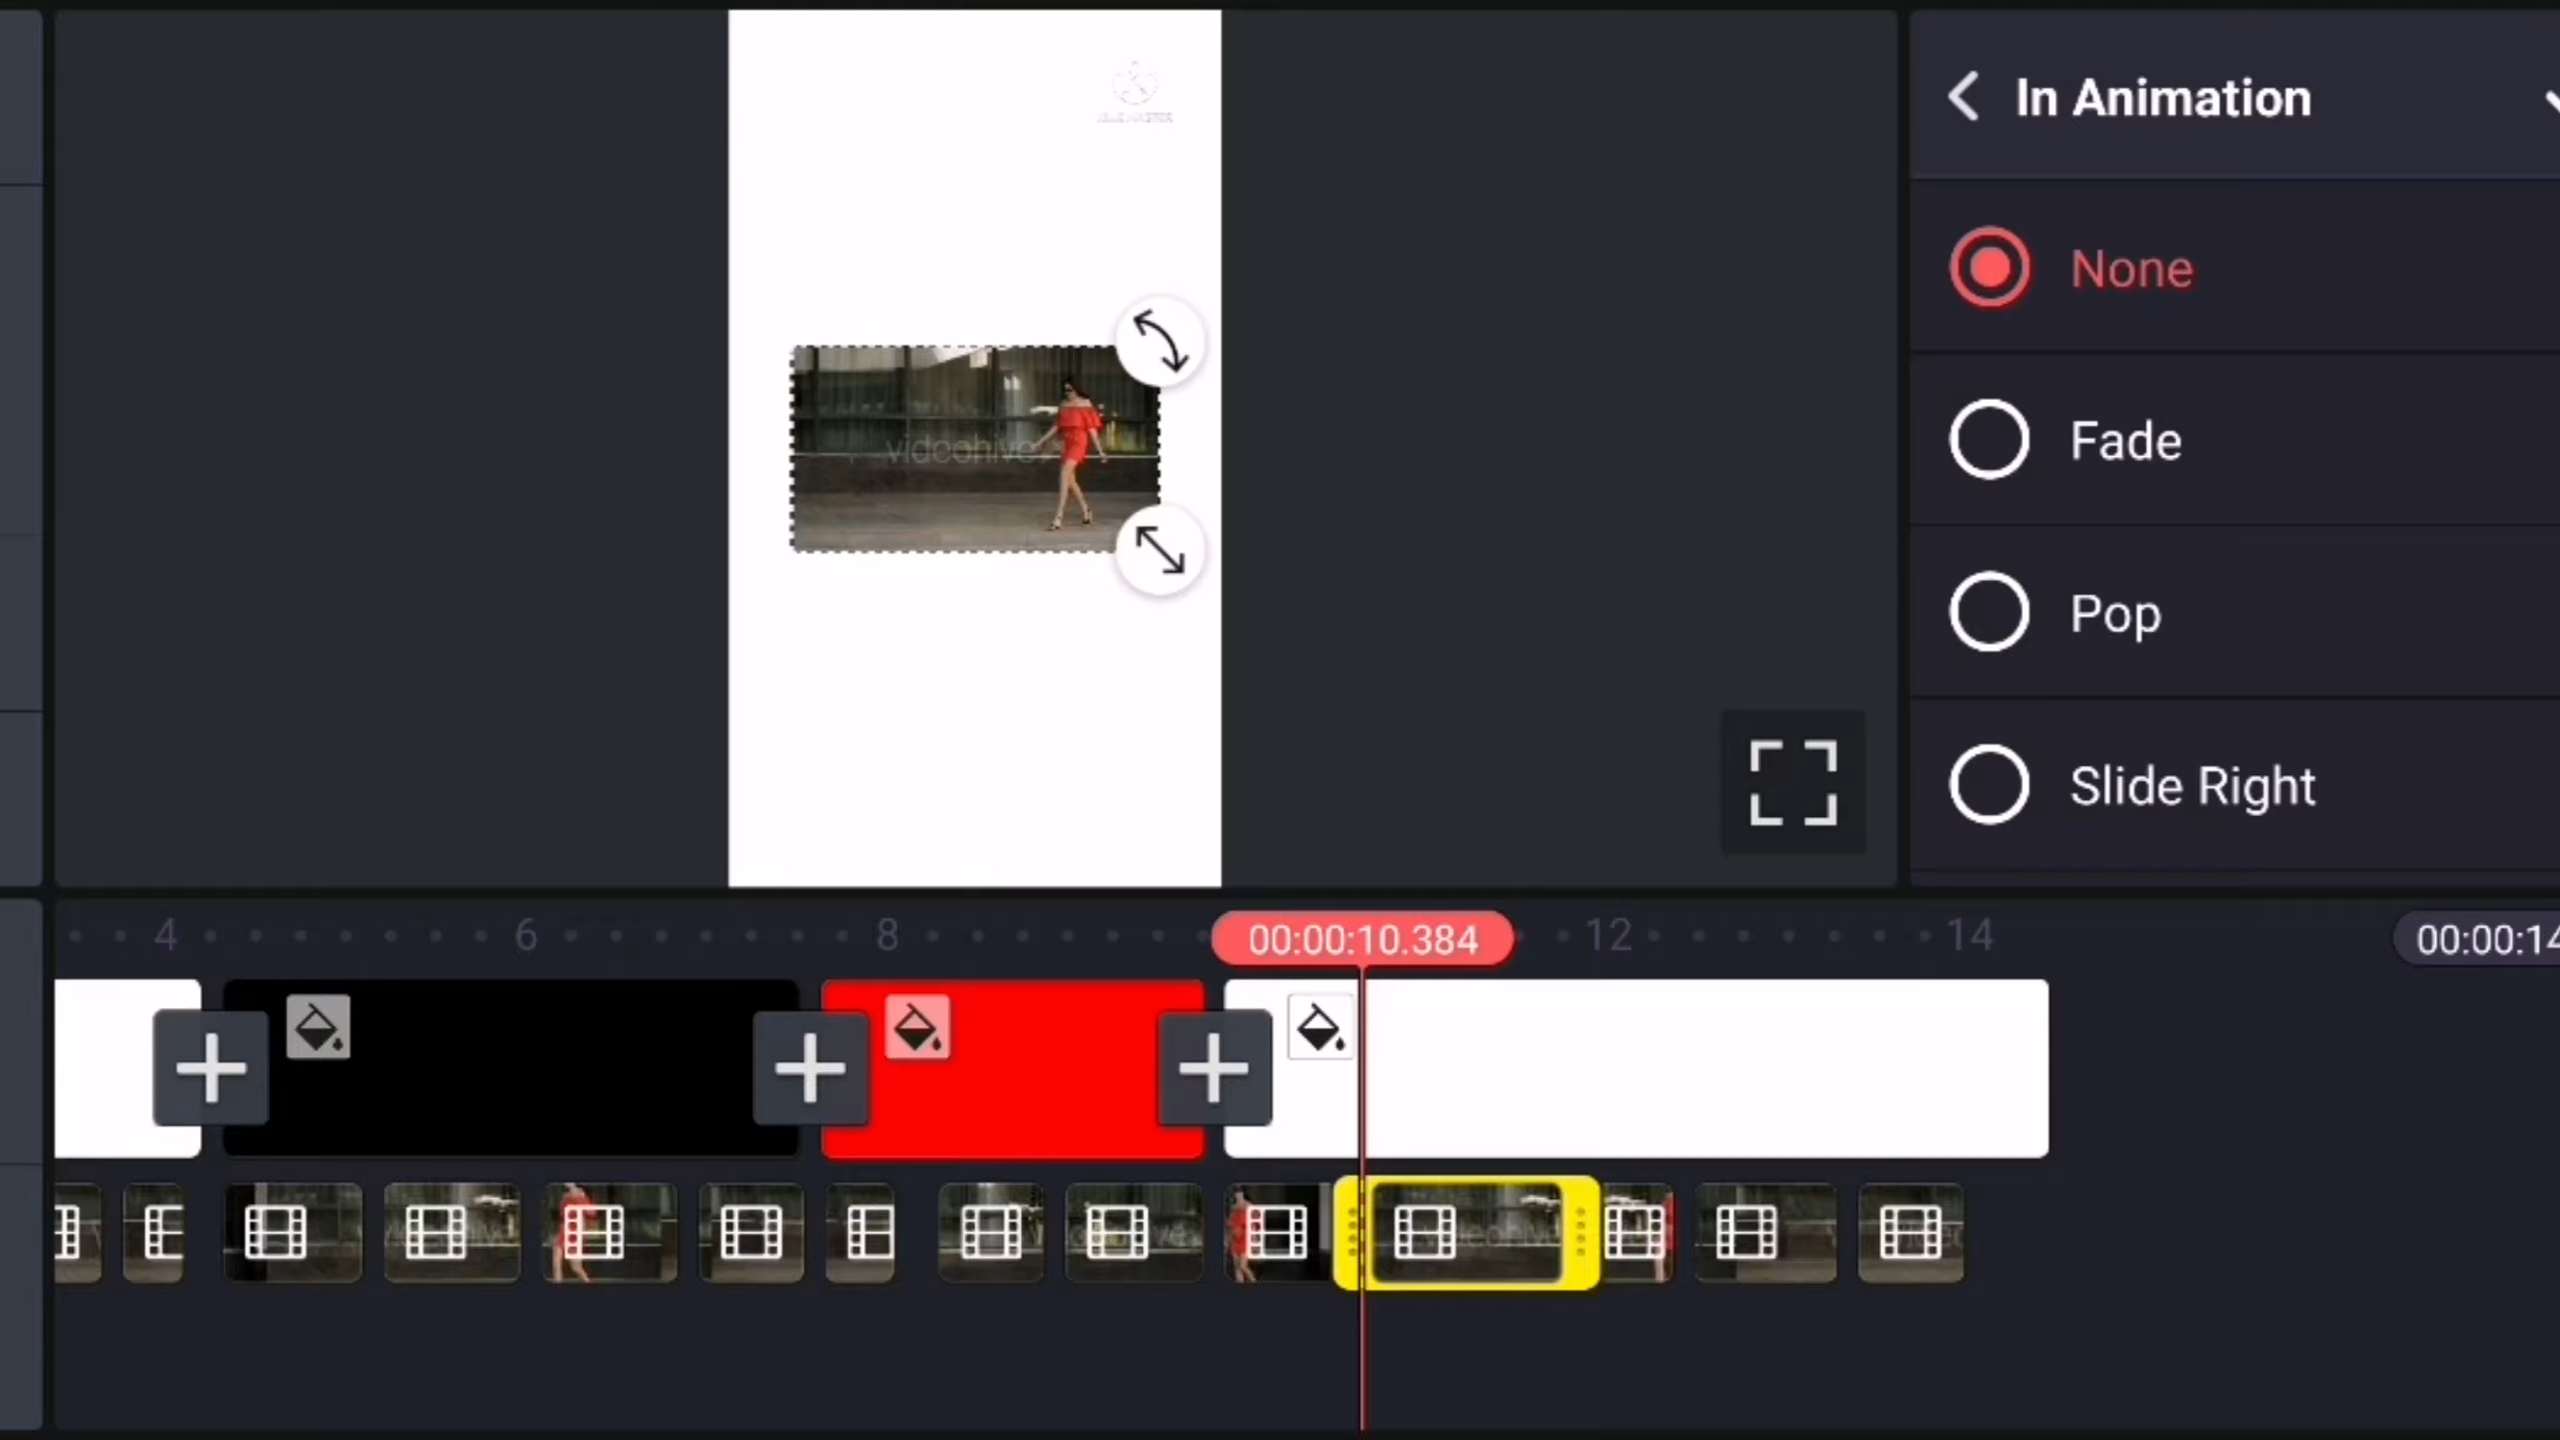 In Animation
None
videohive
Fade
Pop
Slide Right
4
6
8
00:00:10.384
12
14
00:00:14